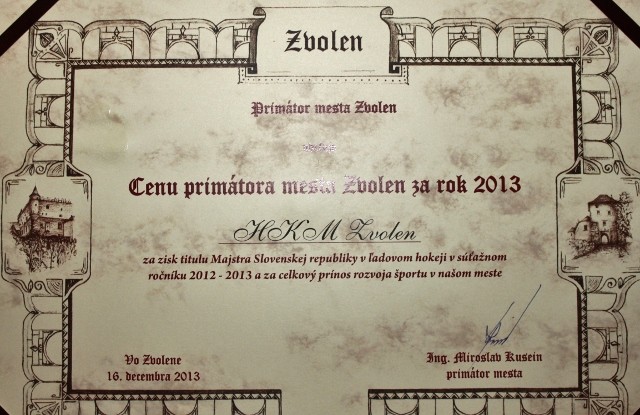 Zvolen
Primátor mesta Zvolen
Cenu primátora mesta Zvolen za rok 2013
HKM Zvolen
za zisk titulu Majstra Slovenskej republiky v ľadovom hokeji v súťažnom
ročníku 2012 - 2013 a za celkový prínos rozvoja športu v našom meste
Vo Zvolene
16. decembra 2013
Ing. Miroslav Kusein
primátor mesta